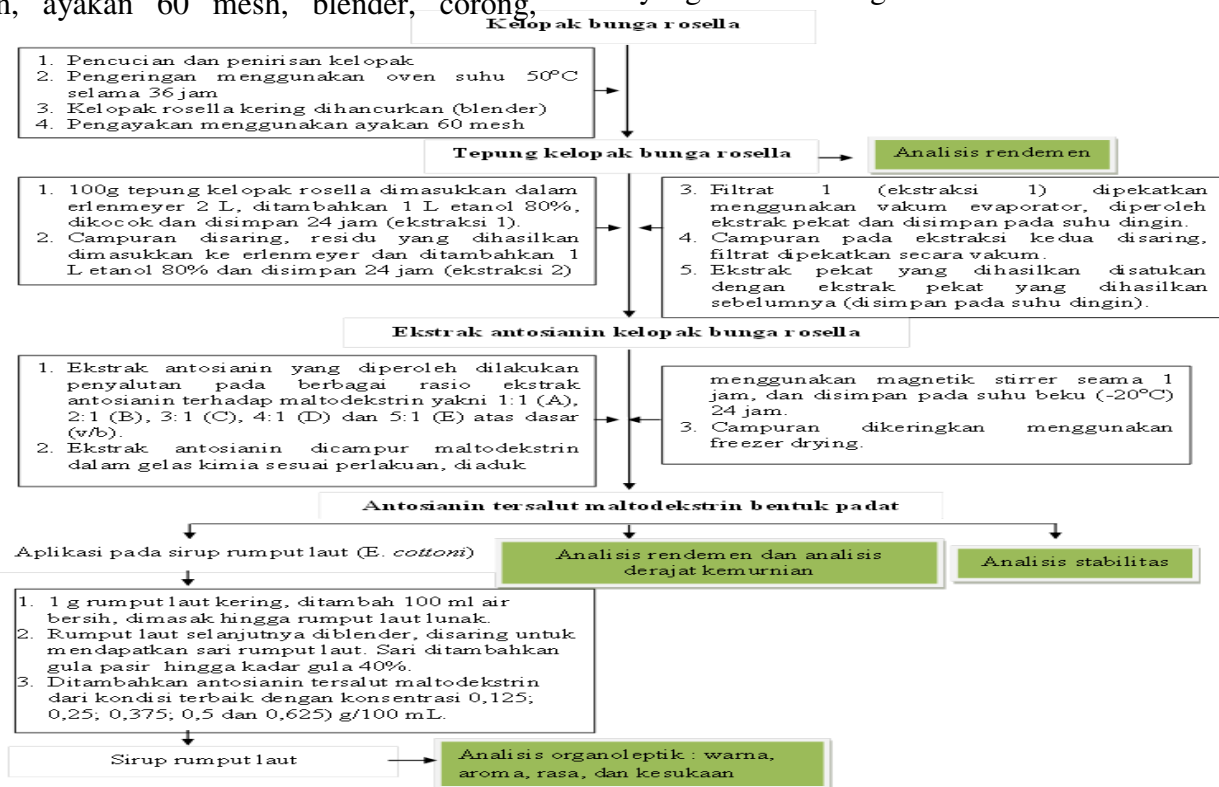 n, ayakan 60 mesh, blender, corong,
Kelopak bunga rosella
1. Pencucian dan penirisan kelopak
2. Pengeringan menggunakan oven suhu 50°C
selama 36 jam
3. Kelopak rosella kering dihancurkan (blender)
4. Pengayakan menggunakan ayakan 60 mesh
Tepung kelopak bunga rosella
Analisis rendemen
1. 100g tepung kelopak rosella dimasukkan dalam
erlenmeyer 2 L, ditambahkan 1 L etanol 80%,
dikocok dan disimpan 24 jam (ekstraksi 1).
2. Campuran disaring, residu yang dihasilkan
dimasukkan ke erlenmeyer dan ditambahkan 1
L etanol 80% dan disimpan 24 jam (ekstraksi 2)
3. Filtrat 1 (ekstraksi 1) dipekatkan
menggunakan vakum evaporator, diperoleh
ekstrak pekat dan disimpan pada suhu dingin.
4. Campuran pada ekstraksi kedua disaring,
filtrat dipekatkan secara vakum.
5. Ekstrak pekat yang dihasilkan disatukan
dengan ekstrak pekat yang dihasilkan
sebelumnya (disimpan pada suhu dingin).
Ekstrak antosianin kelopak bunga rosella
1. Ekstrak antosianin yang diperoleh dilakukan
penyalutan pada berbagai rasio ekstrak
antosianin terhadap maltodekstrin yakni 1:1 (A),
2:1 (B), 3:1 (C), 4:1 (D) dan 5:1 (E) atas dasar
(v/b).
2. Ekstrak antosianin dicampur maltodekstrin
dalam gelas kimia sesuai perlakuan, diaduk
menggunakan magnetik stirrer seama 1
jam, dan disimpan pada suhu beku (-20°C)
24 jam.
3. Campuran dikeringkan menggunakan
freezer drying.
Antosianin tersalut maltodekstrin bentuk padat
Aplikasi pada sirup rumput laut (E. cottoni)
Analisis rendemen dan analisis
derajat kemurnian
Analisis stabilitas
1. 1 g rumput laut kering, ditambah 100 ml air
bersih, dimasak hingga rumput laut lunak.
2. Rumput laut selanjutnya diblender, disaring untuk
mendapatkan sari rumput laut. Sari ditambahkan
gula pasir hingga kadar gula 40%.
3. Ditambahkan antosianin tersalut maltodekstrin
dari kondisi terbaik dengan konsentrasi 0,125;
0,25; 0,375; 0,5 dan 0,625) g/100 mL.
Sirup rumput laut
Analisis organoleptik : warna,
aroma, rasa, dan kesukaan